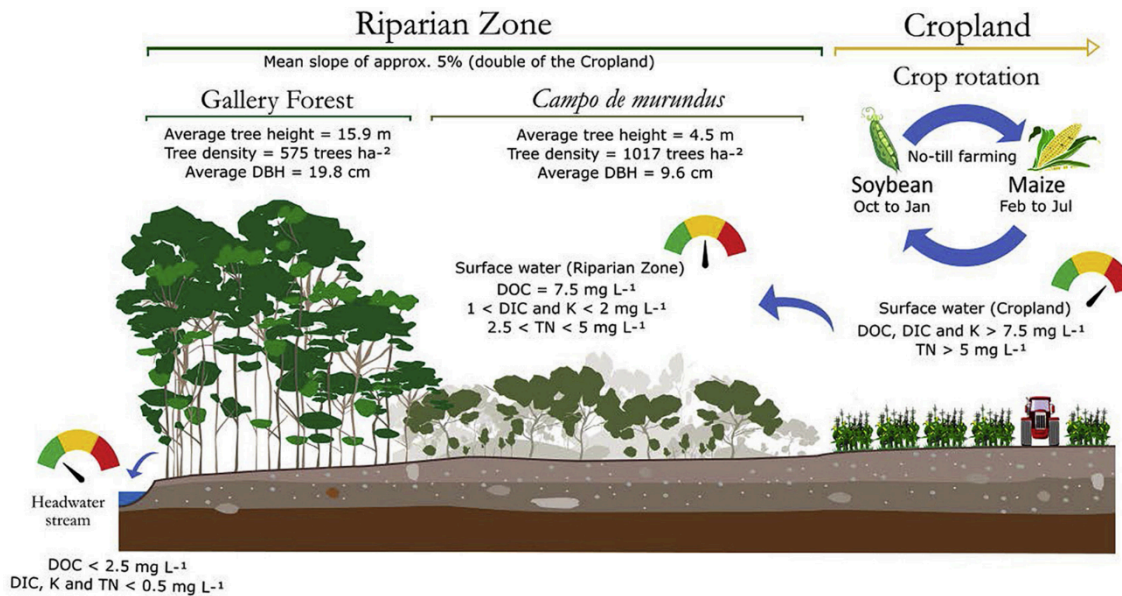 Riparian Zone
Cropland
Mean slope of approx. 5% (double of the Cropland)
Gallery Forest
Average tree height = 15.9 m
Tree density = 575 trees ha-²
Average DBH = 19.8 cm
Campo de murundus
Average tree height = 4.5 m
Tree density = 1017 trees ha-²
Average DBH = 9.6 cm
Crop rotation
No-till farming
Soybean
Oct to Jan
Maize
Feb to Jul
Surface water (Riparian Zone)
DOC = 7.5 mg L-¹
1 < DIC and K < 2 mg L-¹
2.5 < TN < 5 mg L-¹
Surface water (Cropland)
DOC, DIC and K > 7.5 mg L-¹
TN > 5 mg L-¹
Headwater
stream
DOC < 2.5 mg L-¹
DIC, K and TN < 0.5 mg L-¹